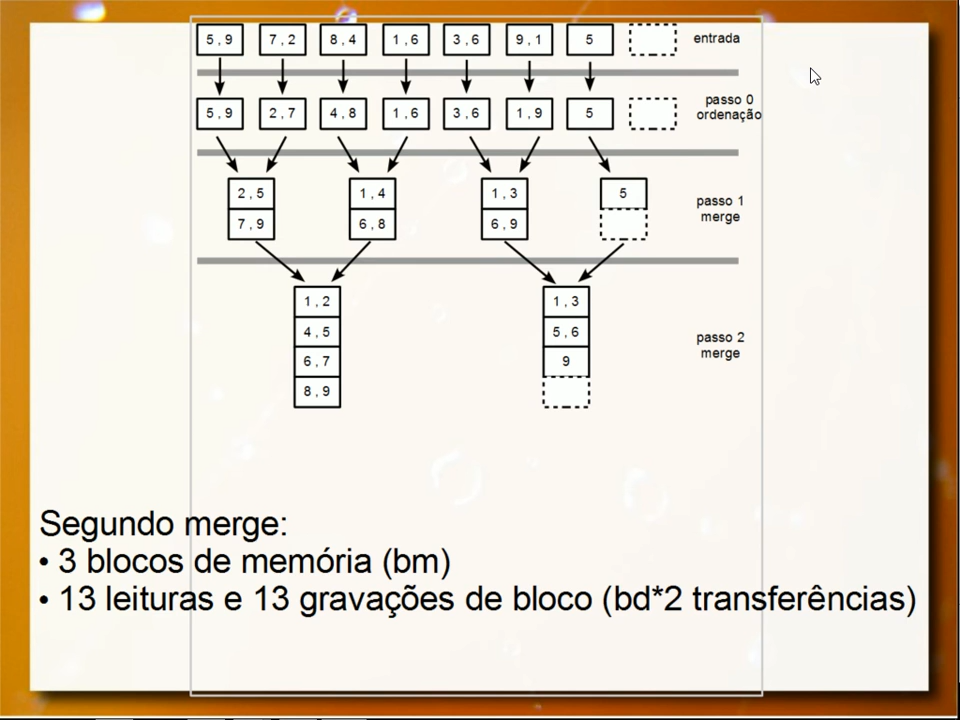 5 , 9 7 , 2 8 , 4 1 , 6 3 , 6 9 , 1 5 entrada
passo 0
5 , 9 2 , 7 4 , 8 1 , 6 3 , 6 1 , 9 5 ordenação
2 , 5 1 , 4 1 , 3 5
passo 1
7 , 9 6 , 8 6 , 9 merge
1 , 2 1 , 3
4 , 5 5 , 6
passo 2
6 , 7 9 merge
8 , 9
Segundo merge:
• 3 blocos de memória (bm)
• 13 leituras e 13 gravações de bloco (bd*2 transferências)